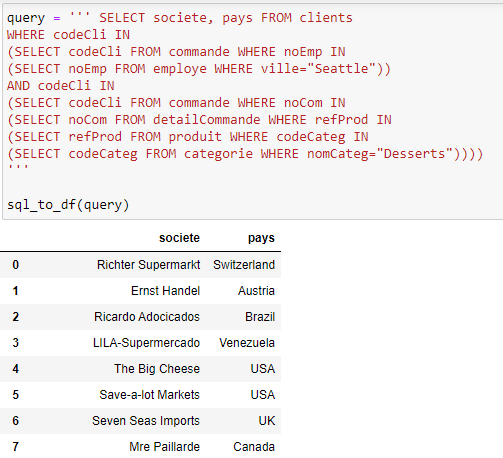 query = ''' SELECT societe, pays FROM clients
WHERE codeCli IN
(SELECT codeCli FROM commande WHERE noEmp IN
(SELECT noEmp FROM employe WHERE ville="Seattle"))
AND codeCli IN
(SELECT codeCli FROM commande WHERE noCom IN
(SELECT noCom FROM detailCommande WHERE refProd IN
(SELECT refProd FROM produit WHERE codeCateg IN
(SELECT codeCateg FROM categorie WHERE nomCateg="Desserts"))))
'''
sql_to_df(query)
societe pays
0 Richter Supermarkt Switzerland
1 Ernst Handel Austria
2 Ricardo Adocicados Brazil
3 LILA-Supermercado Venezuela
4 The Big Cheese USA
5 Save-a-lot Markets USA
6 Seven Seas Imports UK
7 Mre Paillarde Canada